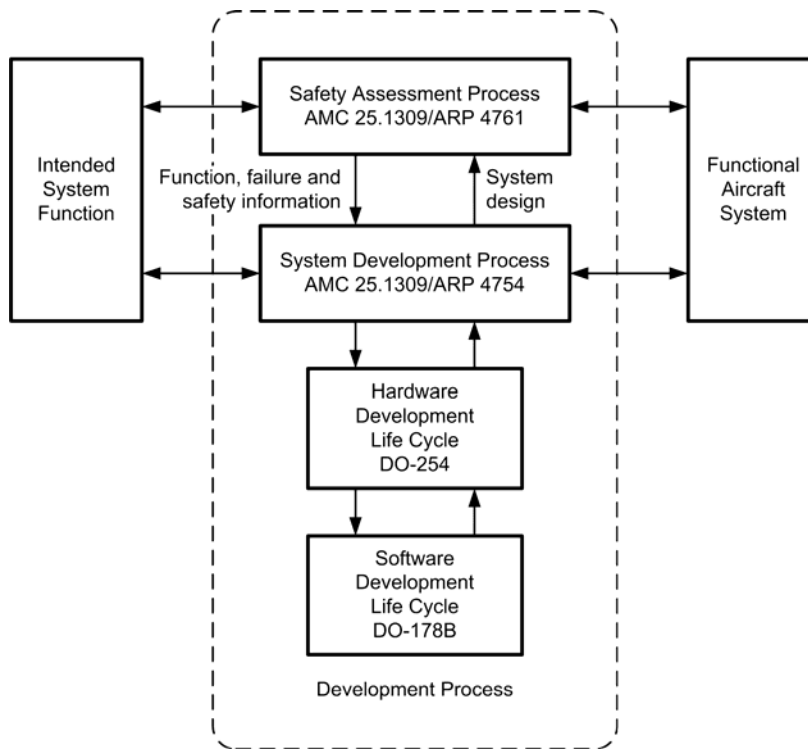 Safety Assessment Process
AMC 25.1309/ARP 4761
Intended
System
Function
Function, failure and
safety information
System
design
Functional
Aircraft
System
System Development Process
AMC 25.1309/ARP 4754
Hardware
Development
Life Cycle
DO-254
Software
Development
Life Cycle
DO-178B
Development Process